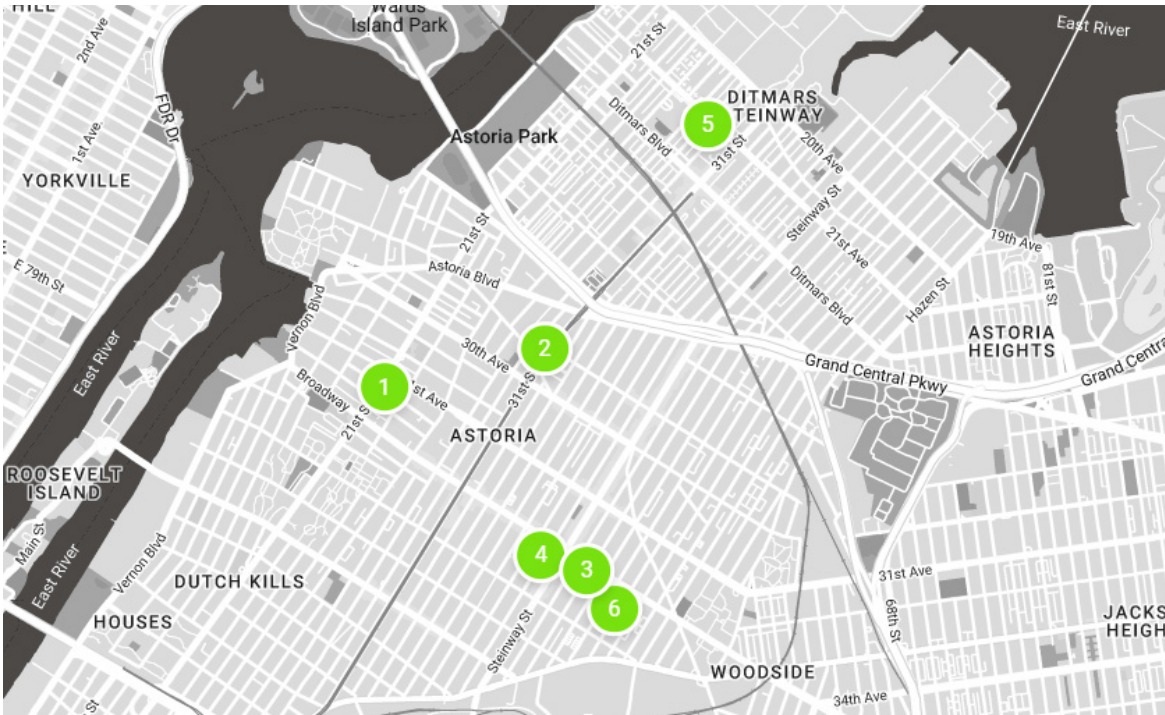 HILL
2nd Ave
Wards
Island Park
21st St
East River
FDR Dr
1st Ave
Astoria Park
Ditmars Blvd
5
DITMARS
TEINWAY
31st St
20th Ave
YORKVILLE
21st St
Steinway St
21st Ave
19th Ave
E 79th St
Astoria Blvd
Ditmars Blvd
Hazen St
81st St
Vernon Blvd
East River
30th Ave
2
ASTORIA
HEIGHTS
Grand Central Pkwy
Grand Central
Broadway
1
1st Ave
31st S
21st S
ASTORIA
ROOSEVELT
ISLAND
Main St
Vernon Blvd
East River
DUTCH KILLS
4
3
6
31st Ave
68th St
HOUSES
Steinway St
JACKS
HEIGH
WOODSIDE
34th Ave
St